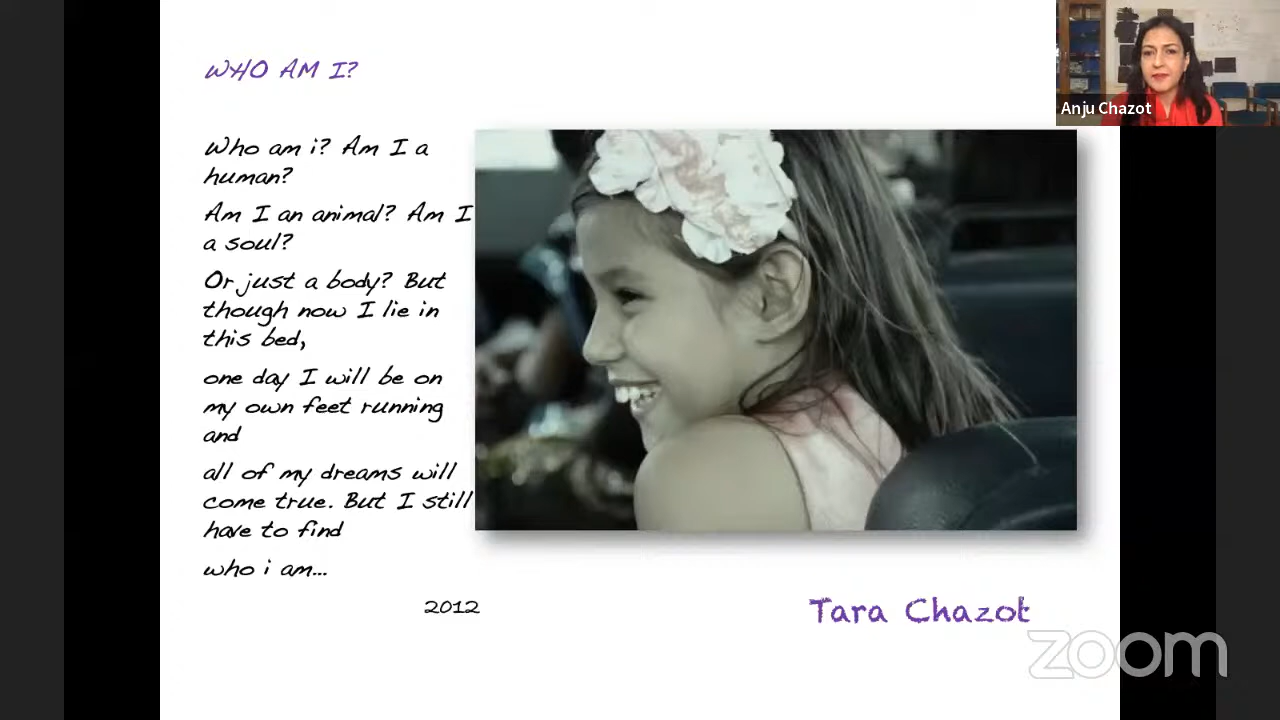 WHO AM I?
Anju Chazot
Who am i? Am I a
human?
Am I an animal? Am I
a soul?
Or just a body? But
though now I lie in
this bed,
one day I will be on
my own feet running
and
all of my dreams will
come true. But I still
have to find
who i am...
2012
Tara Chazot
zoom